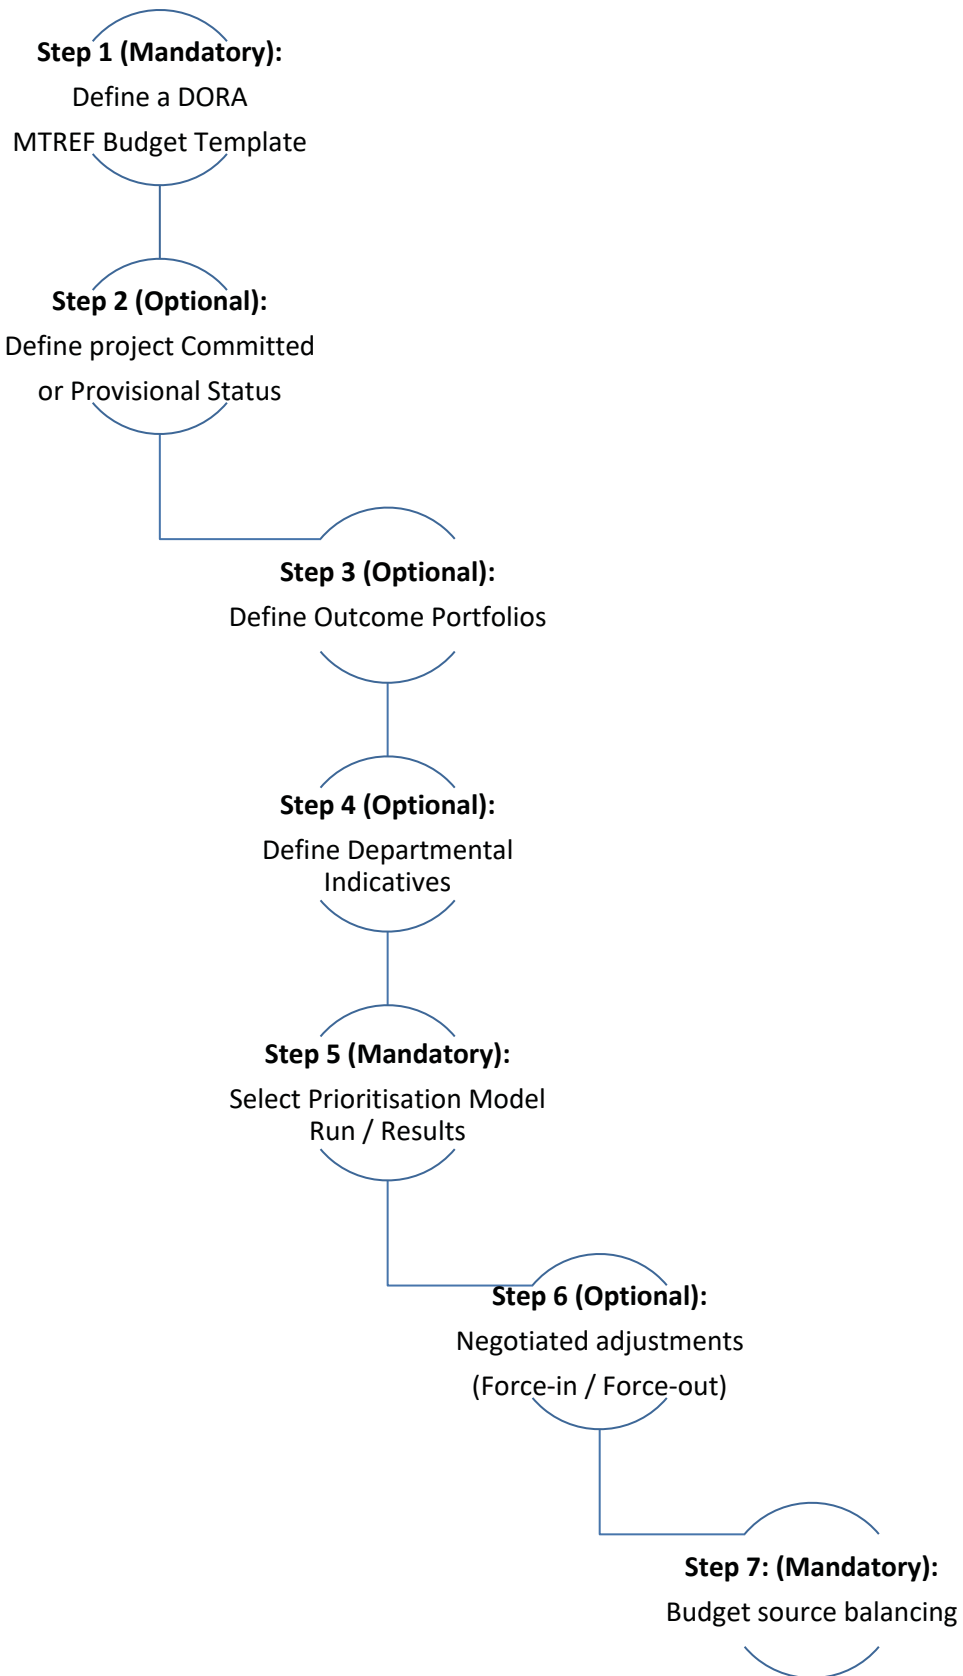 Step 1 (Mandatory):
Define a DORA
MTREF Budget Template
Step 2 (Optional):
Define project Committed
or Provisional Status
Step 3 (Optional):
Define Outcome Portfolios
Step 4 (Optional):
Define Departmental
Indicatives
Step 5 (Mandatory):
Select Prioritisation Model
Run / Results
Step 6 (Optional):
Negotiated adjustments
(Force-in / Force-out)
Step 7: (Mandatory):
Budget source balancing